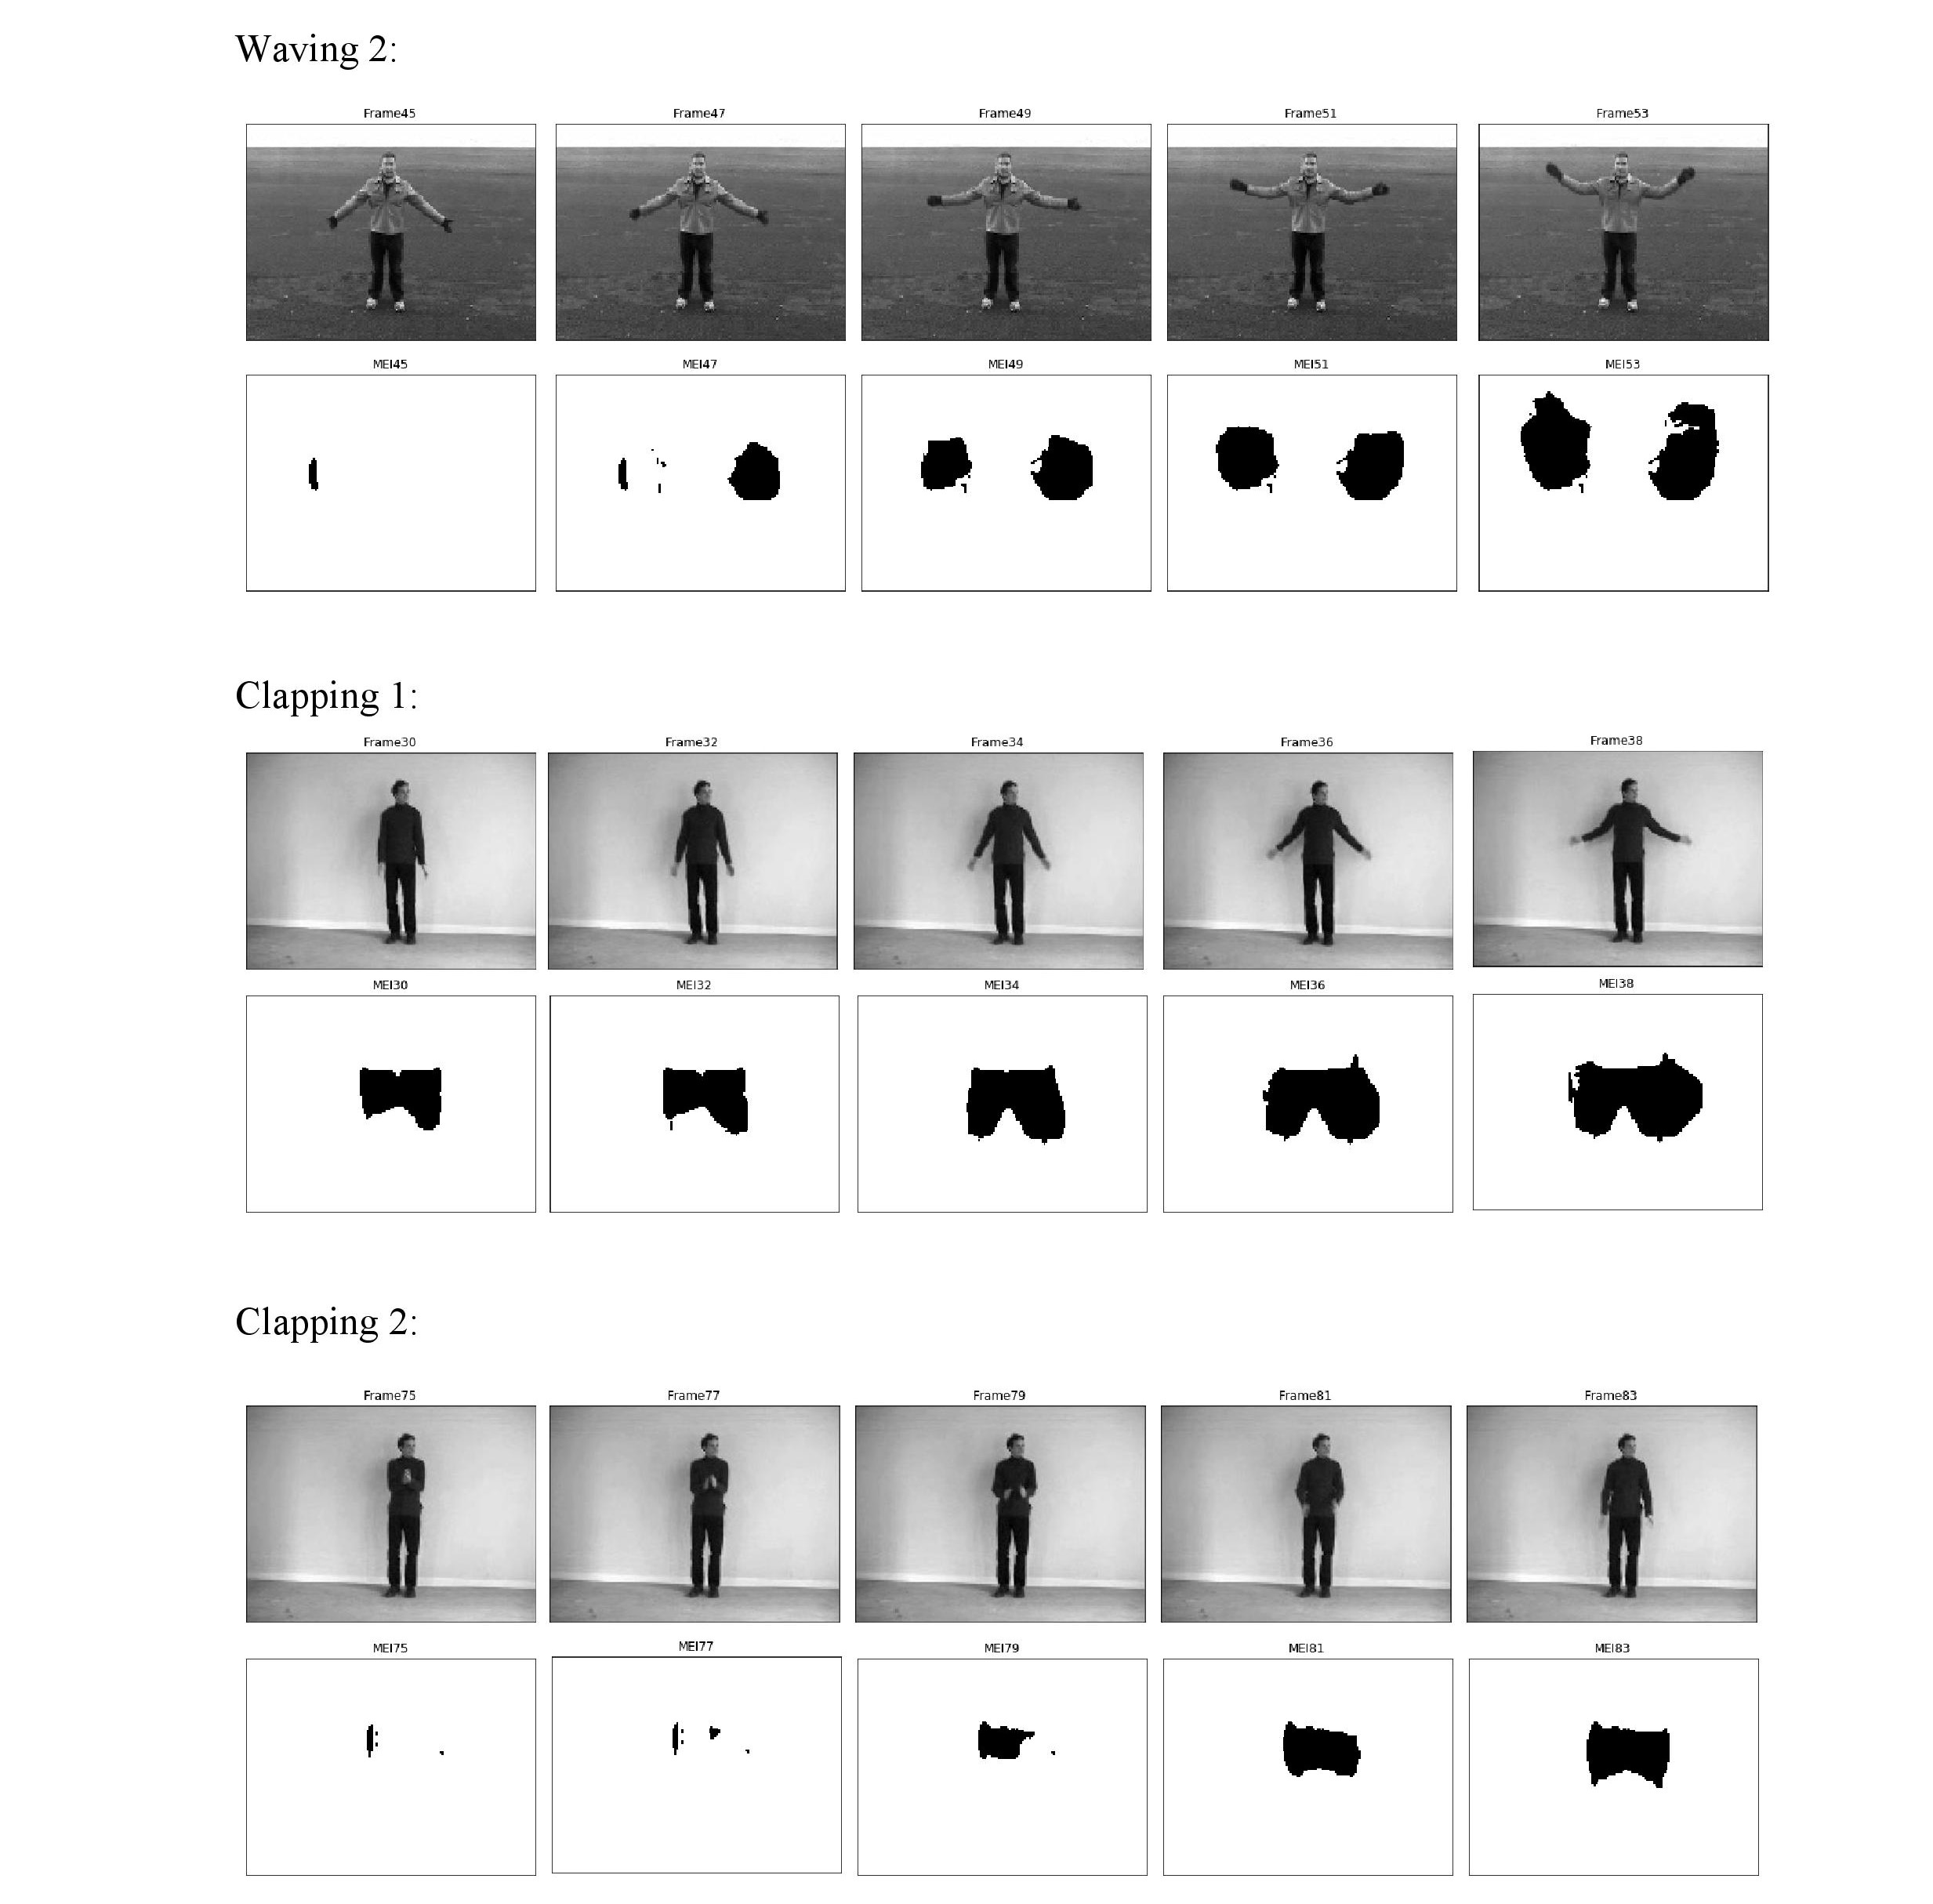 Waving 2:
Frame45 Frame47 Frame49 Frame51 Frame53
MEI45 MEI47 MEI49 MEI51 MEI53
Clapping 1:
Frame30 Frame32 Frame34 Frame36 Frame38
MEI30 MEI32 MEI34 MEI36 MEI38
Clapping 2:
Frame75 Frame77 Frame79 Frame81 Frame83
MEI75 MEI77 MEI79 MEI81 MEI83